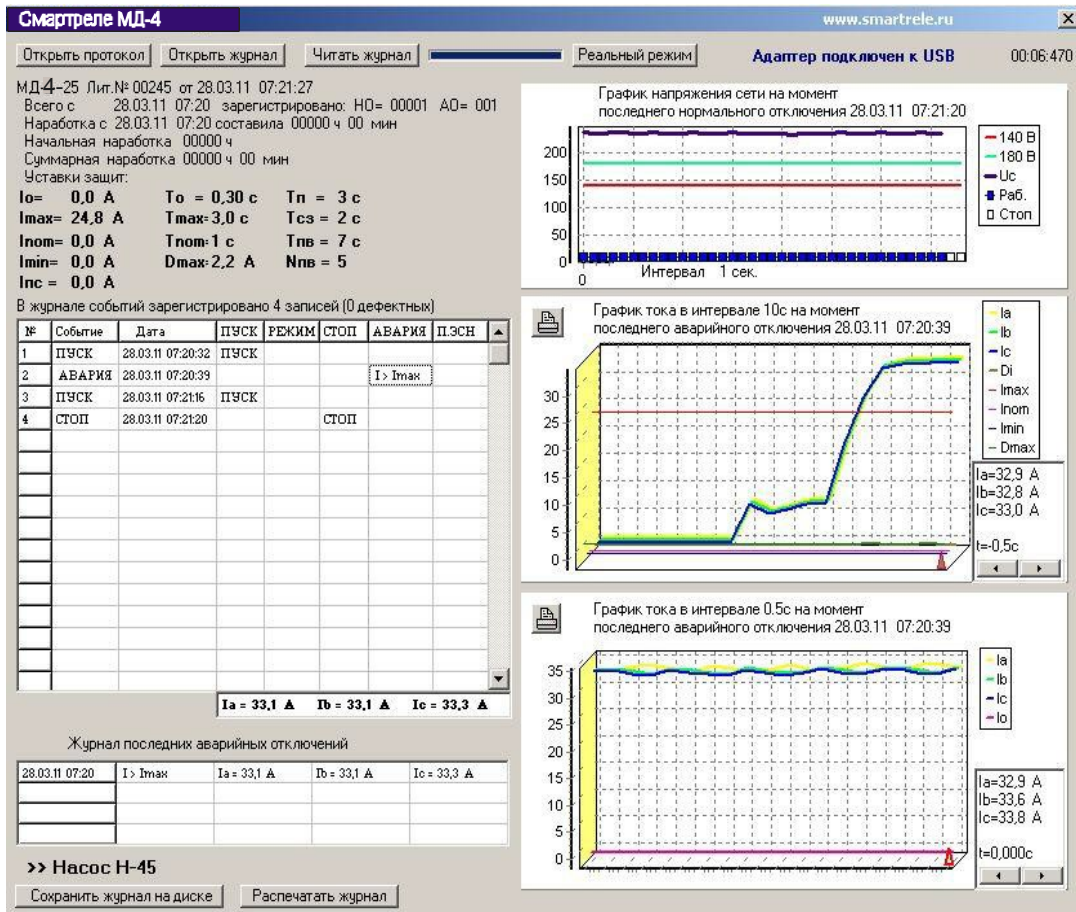 Смартреле МД-4
www.smartrele.ru
Открыть протокол
Открыть журнал
Читать журнал
Реальный режим
Адаптер подключен к USB
00:06:470
МД4-25 Лит.№ 00245 от 28.03.11 07:21:27
Всего с 28.03.11 07:20 зарегистрировано: НО= 00001 АО= 001
Наработка с 28.03.11 07:20 составила 00000 ч 00 мин
Начальная наработка 00000 ч
Суммарная наработка 00000 ч 00 мин
Уставки защит:
Iо= 0,0 А То = 0,30 с Тп = 3 с
Imax= 24,8 А Tmax= 3,0 с Тсз = 2 с
Iном= 0,0 А Тном= 1 с Тпв = 7 с
Imin= 0,0 А Dmax= 2,2 А Nпв = 5
Iпс = 0,0 А
В журнале событий зарегистрировано 4 записей (0 дефектных)
№ Событие Дата ПУСК РЕЖИМ СТОП АВАРИЯ П.ЭСН
1 ПУСК 28.03.11 07:20:32 ПУСК
2 АВАРИЯ 28.03.11 07:20:39 I > Imax
3 ПУСК 28.03.11 07:21:16 ПУСК
4 СТОП 28.03.11 07:21:20 СТОП
Ia = 33,1 A Ib = 33,1 A Ic = 33,3 A
Журнал последних аварийных отключений
28.03.11 07:20 I > Imax Ia = 33,1 A Ib = 33,1 A Ic = 33,3 A
>> Насос Н-45
Сохранить журнал на диске
Распечатать журнал
График напряжения сети на момент
последнего нормального отключения 28.03.11 07:21:20
200
150
100
50
0
0
Интервал 1 сек.
140 В
180 В
Uc
Раб.
Стоп
График тока в интервале 10с на момент
последнего аварийного отключения 28.03.11 07:20:39
30
25
20
15
10
5
0
Ia
Ib
Ic
Di
Imax
Inom
Imin
Dmax
Ia=32,9 A
Ib=32,8 A
Ic=33,0 A
t=-0,5c
График тока в интервале 0.5с на момент
последнего аварийного отключения 28.03.11 07:20:39
35
30
25
20
15
10
5
0
Ia
Ib
Ic
Io
Ia=32,9 A
Ib=33,6 A
Ic=33,8 A
t=0,000c